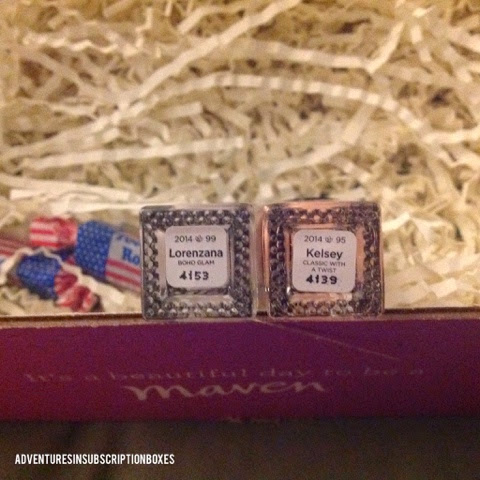 2014 99
Lorenzana
BOHO GLAM
4153
2014 95
Kelsey
CLASSIC WITH
A TWIST
4139
Ro
it's a beautiful day to be a
maven
ADVENTURESINSUBSCRIPTIONBOXES